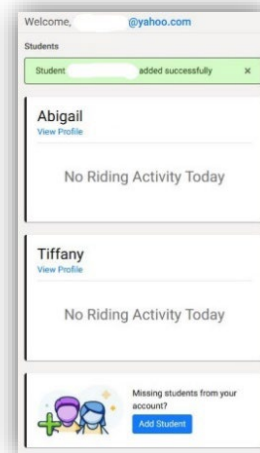 Welcome, @yahoo.com
Students
Student added successfully ×
Abigail
View Profile
No Riding Activity Today
Tiffany
View Profile
No Riding Activity Today
Missing students from your
account?
Add Student